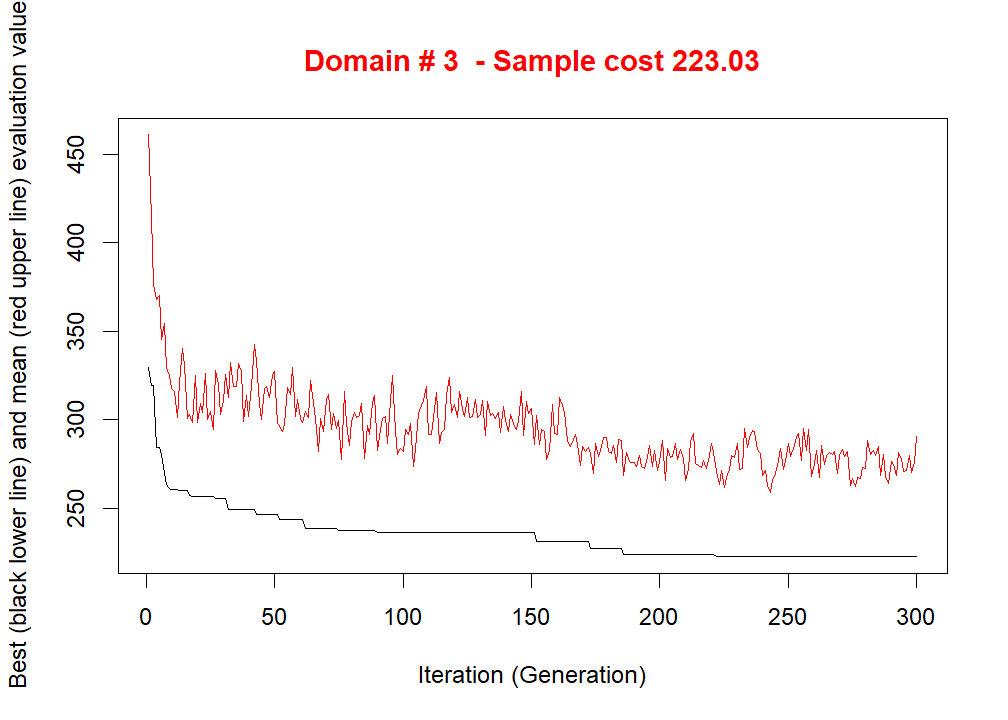 Domain # 3  - Sample cost 223.03
Best (black lower line) and mean (red upper line) evaluation value
450
400
350
300
250
0 50 100 150 200 250 300
Iteration (Generation)